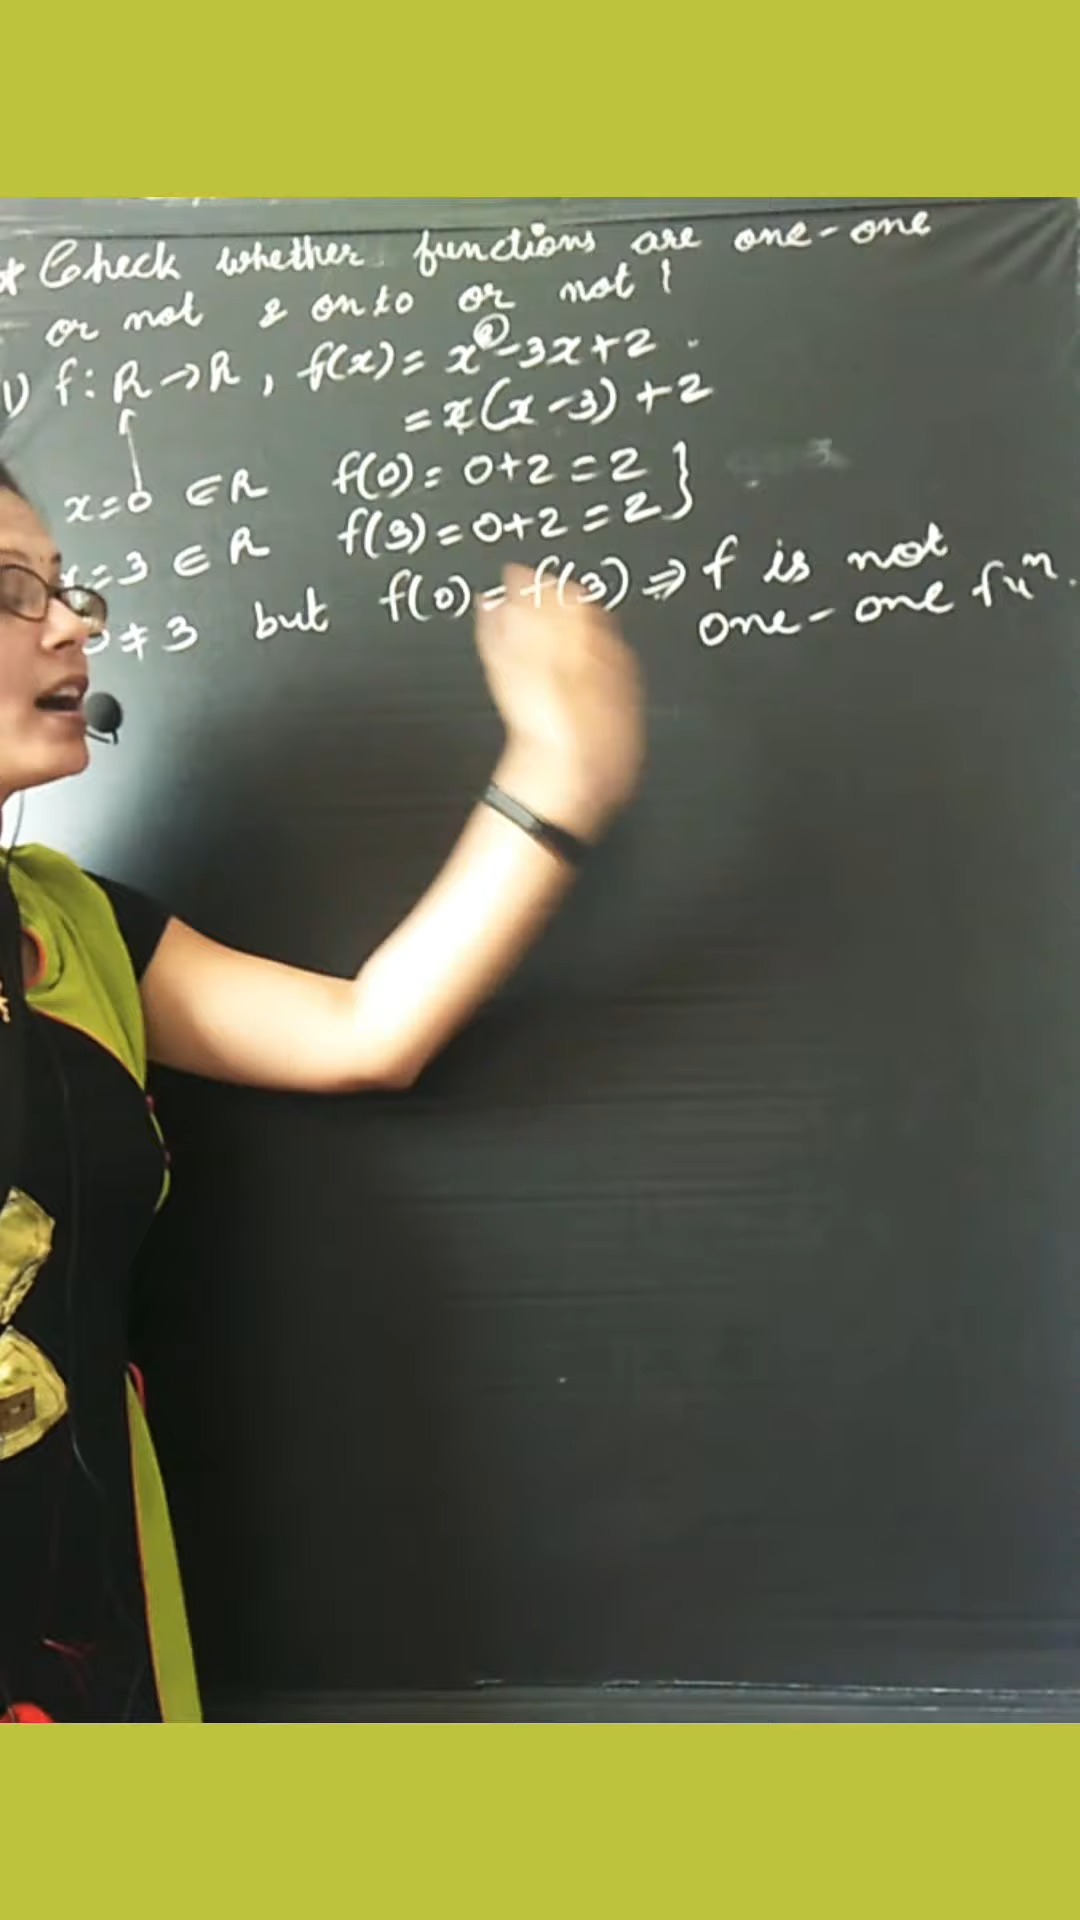 * Check whether functions are one-one
or not & onto or not !
1) f: R→R, f(x) = x²-3x+2.
= x(x-3)+2
x=0 ∈ R f(0) = 0+2 = 2 }
x=3 ∈ R f(3) = 0+2 = 2
0≠3 but f(0) = f(3) ⇒ f is not
one-one fuⁿ.